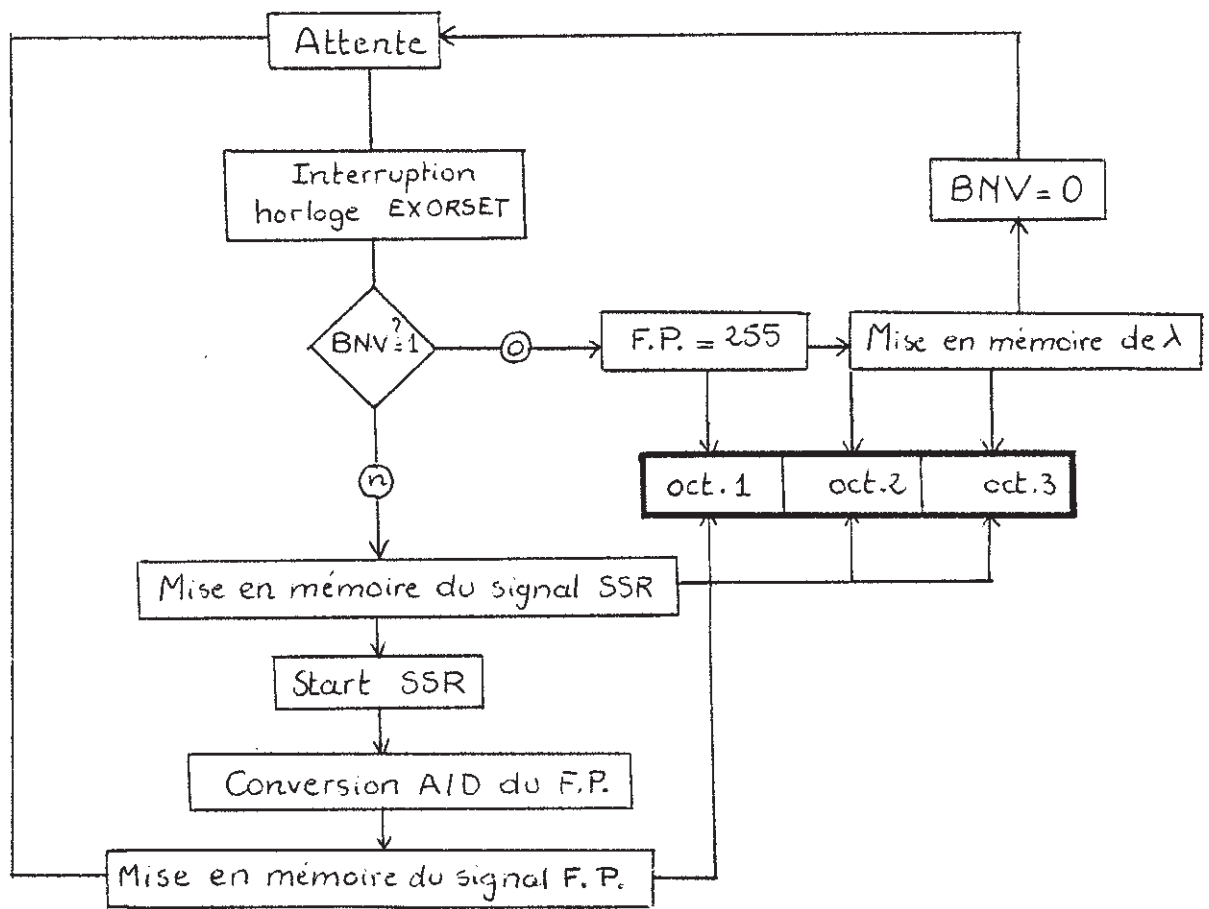 Attente
Interruption
horloge EXORSET
BNV = 0
BNV=1
?
o
F.P. = 255
Mise en mémoire de λ
n
oct.1
oct.2
oct.3
Mise en mémoire du signal SSR
Start SSR
Conversion A/D du F.P.
Mise en mémoire du signal F.P.